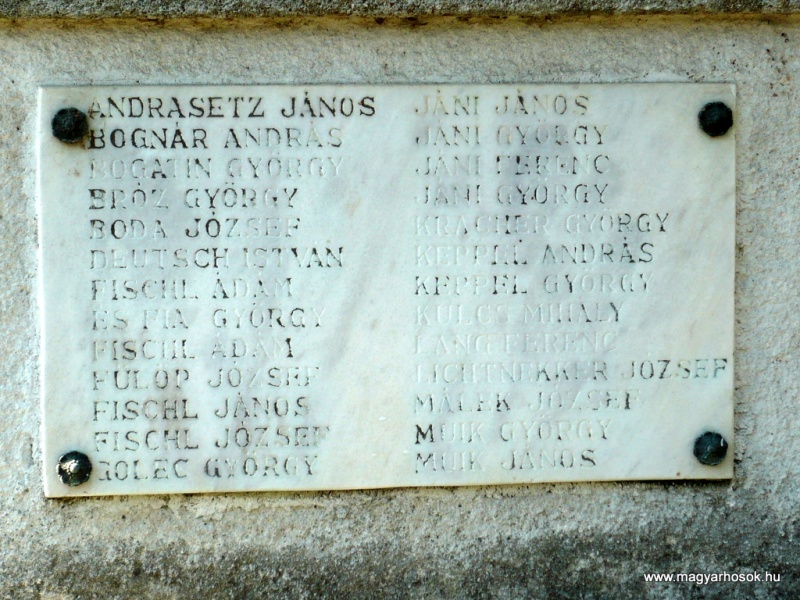 ANDRASETZ JÁNOS
BOGNÁR ANDRÁS
BOGATIN GYÖRGY
BRÓZ GYÖRGY
BODA JÓZSEF
DEUTSCH ISTVÁN
FISCHL ÁDÁM
ÉS FIA GYÖRGY
FISCHL ÁDÁM
FÜLÖP JÓZSEF
FISCHL JÁNOS
FISCHL JÓZSEF
GOLEC GYÖRGY
JÁNI JÁNOS
JÁNI GYÖRGY
JÁNI FERENC
JÁNI GYÖRGY
KRACHER GYÖRGY
KEPPEL ANDRÁS
KEPPEL GYÖRGY
KULCS MIHÁLY
LANG FERENC
LICHTNEKKER JÓZSEF
MÁLEK JÓZSEF
MUIK GYÖRGY
MUIK JÁNOS
www.magyarhosok.hu